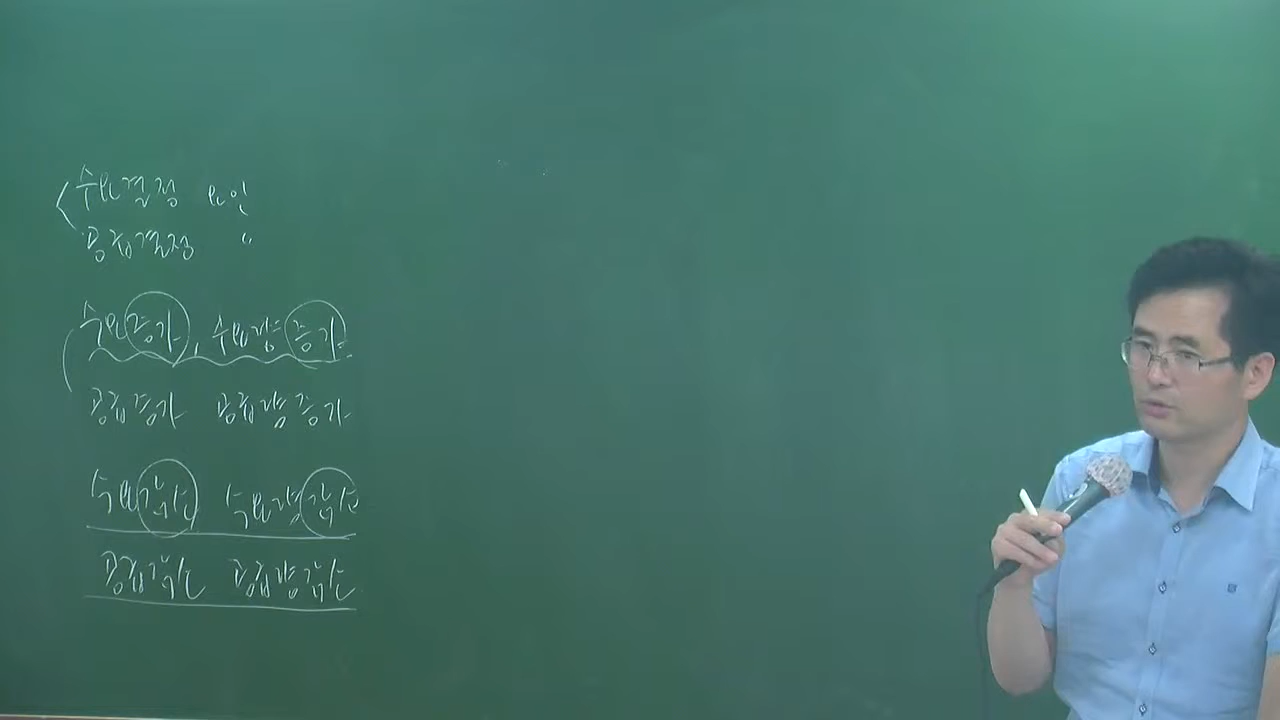 수요결정 요인
공급결정 〃
수요증가, 수요량 증가
공급증가 공급량 증가
수요감소 수요량 감소
공급감소 공급량 감소